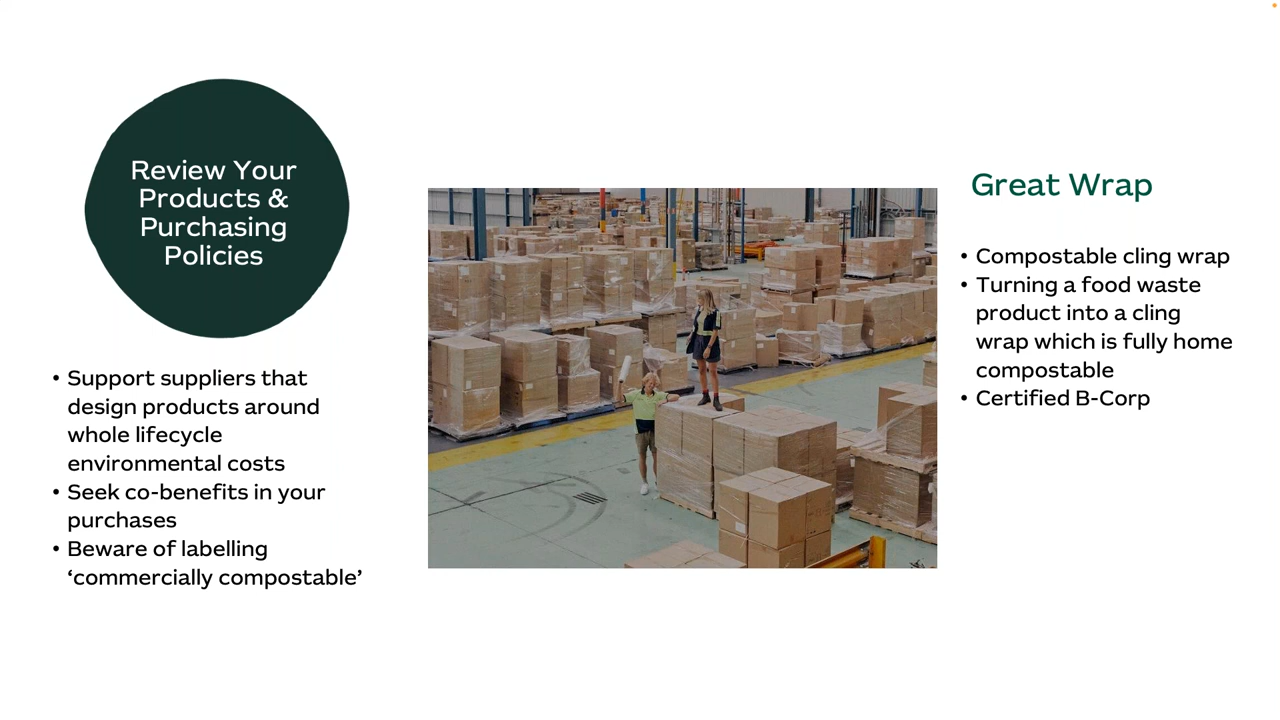 Review Your
Products &
Purchasing
Policies
• Support suppliers that
design products around
whole lifecycle
environmental costs
• Seek co-benefits in your
purchases
• Beware of labelling
‘commercially compostable’
Great Wrap
• Compostable cling wrap
• Turning a food waste
product into a cling
wrap which is fully home
compostable
• Certified B-Corp